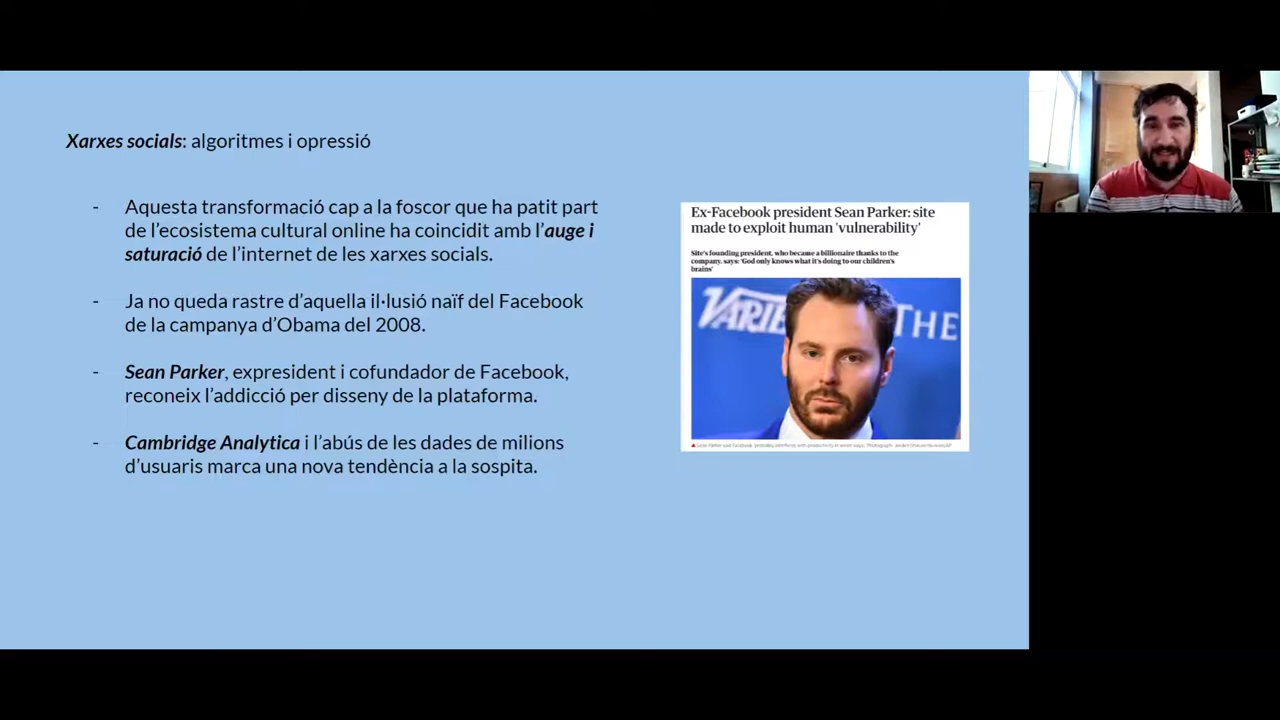 Xarxes socials: algoritmes i opressió
- Aquesta transformació cap a la foscor que ha patit part
de l'ecosistema cultural online ha coincidit amb l'auge i
saturació de l'internet de les xarxes socials.
- Ja no queda rastre d'aquella il·lusió naïf del Facebook
de la campanya d'Obama del 2008.
- Sean Parker, expresident i cofundador de Facebook,
reconeix l'addicció per disseny de la plataforma.
- Cambridge Analytica i l'abús de les dades de milions
d'usuaris marca una nova tendència a la sospita.
Ex-Facebook president Sean Parker: site
made to exploit human 'vulnerability'
Site's founding president, who became a billionaire thanks to the
company, says: 'God only knows what it's doing to our children's
brains'
VARIE
THE